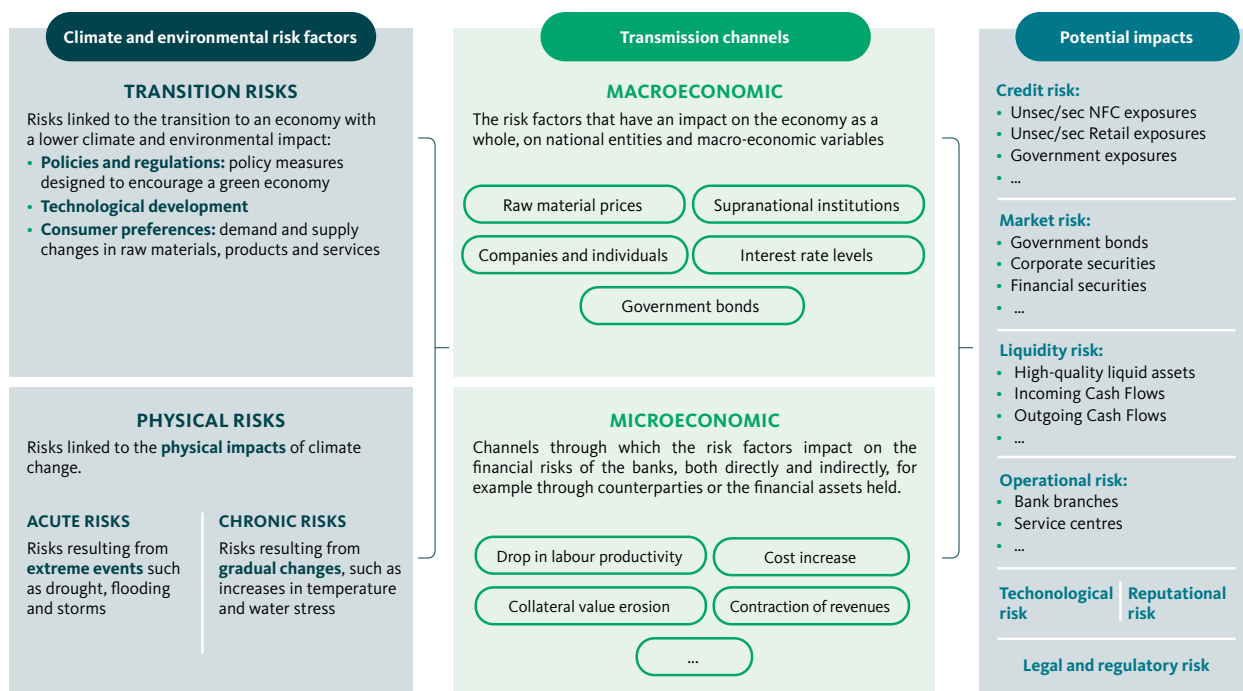 Climate and environmental risk factors
TRANSITION RISKS
Risks linked to the transition to an economy with
a lower climate and environmental impact:
• Policies and regulations: policy measures
designed to encourage a green economy
• Technological development
• Consumer preferences: demand and supply
changes in raw materials, products and services
PHYSICAL RISKS
Risks linked to the physical impacts of climate
change.
ACUTE RISKS
Risks resulting from
extreme events such
as drought, flooding
and storms
CHRONIC RISKS
Risks resulting from
gradual changes, such as
increases in temperature
and water stress
Transmission channels
MACROECONOMIC
The risk factors that have an impact on the economy as a
whole, on national entities and macro-economic variables
Raw material prices
Supranational institutions
Companies and individuals
Interest rate levels
Government bonds
MICROECONOMIC
Channels through which the risk factors impact on the
financial risks of the banks, both directly and indirectly, for
example through counterparties or the financial assets held.
Drop in labour productivity
Cost increase
Collateral value erosion
Contraction of revenues
...
Potential impacts
Credit risk:
• Unsec/sec NFC exposures
• Unsec/sec Retail exposures
• Government exposures
• ...
Market risk:
• Government bonds
• Corporate securities
• Financial securities
• ...
Liquidity risk:
• High-quality liquid assets
• Incoming Cash Flows
• Outgoing Cash Flows
• ...
Operational risk:
• Bank branches
• Service centres
• ...
Techonological
risk
Reputational
risk
Legal and regulatory risk